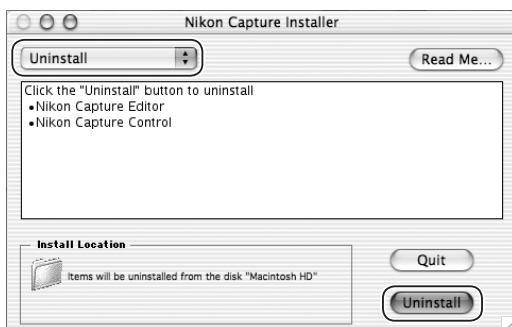 Nikon Capture Installer
Uninstall
Read Me...
Click the "Uninstall" button to uninstall
•Nikon Capture Editor
•Nikon Capture Control
Install Location
Items will be uninstalled from the disk "Macintosh HD"
Quit
Uninstall